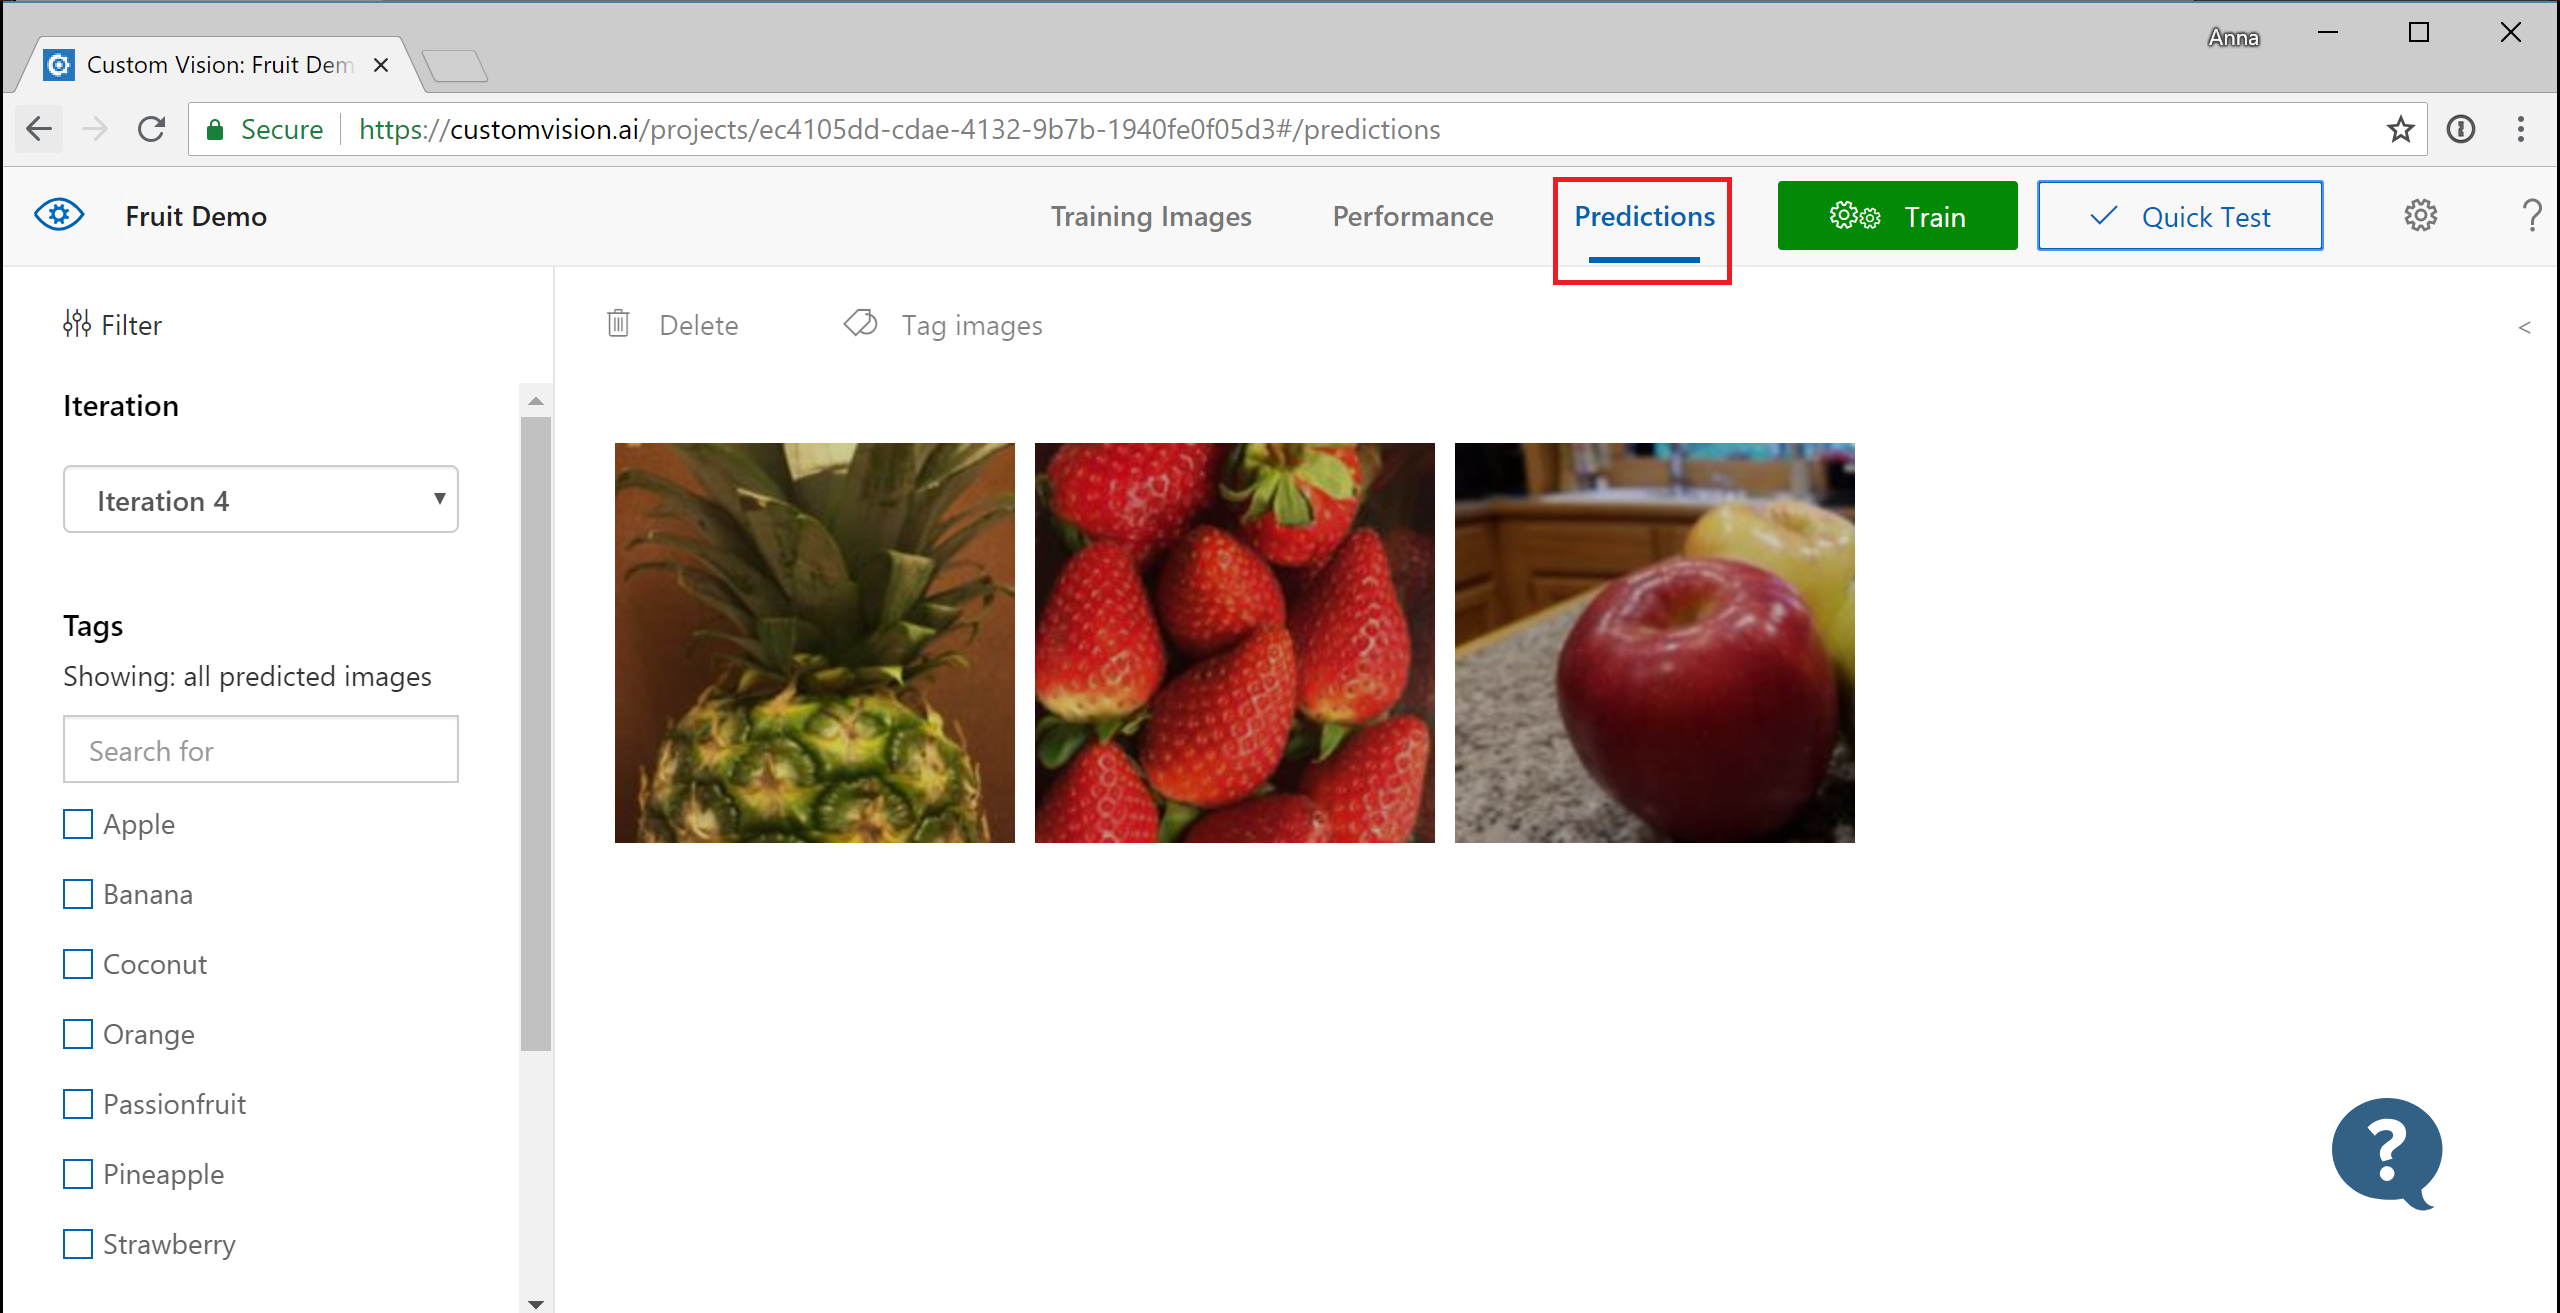 Anna
Custom Vision: Fruit Dem
Secure
https://customvision.ai/projects/ec4105dd-cdae-4132-9b7b-1940fe0f05d3#/predictions
Fruit Demo
Training Images
Performance
Predictions
Train
Quick Test
?
Filter
Delete
Tag images
<
Iteration
Iteration 4
Tags
Showing: all predicted images
Search for
Apple
Banana
Coconut
Orange
Passionfruit
Pineapple
Strawberry
?